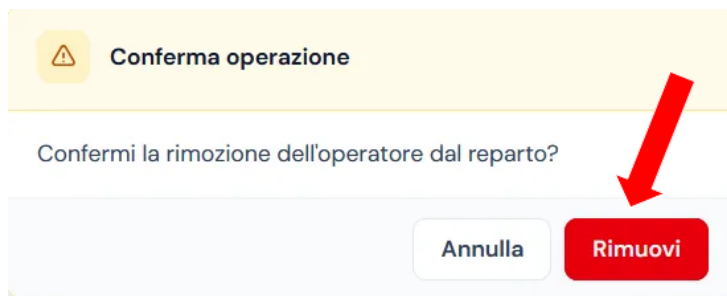 Conferma operazione
Confermi la rimozione dell'operatore dal reparto?
Annulla
Rimuovi